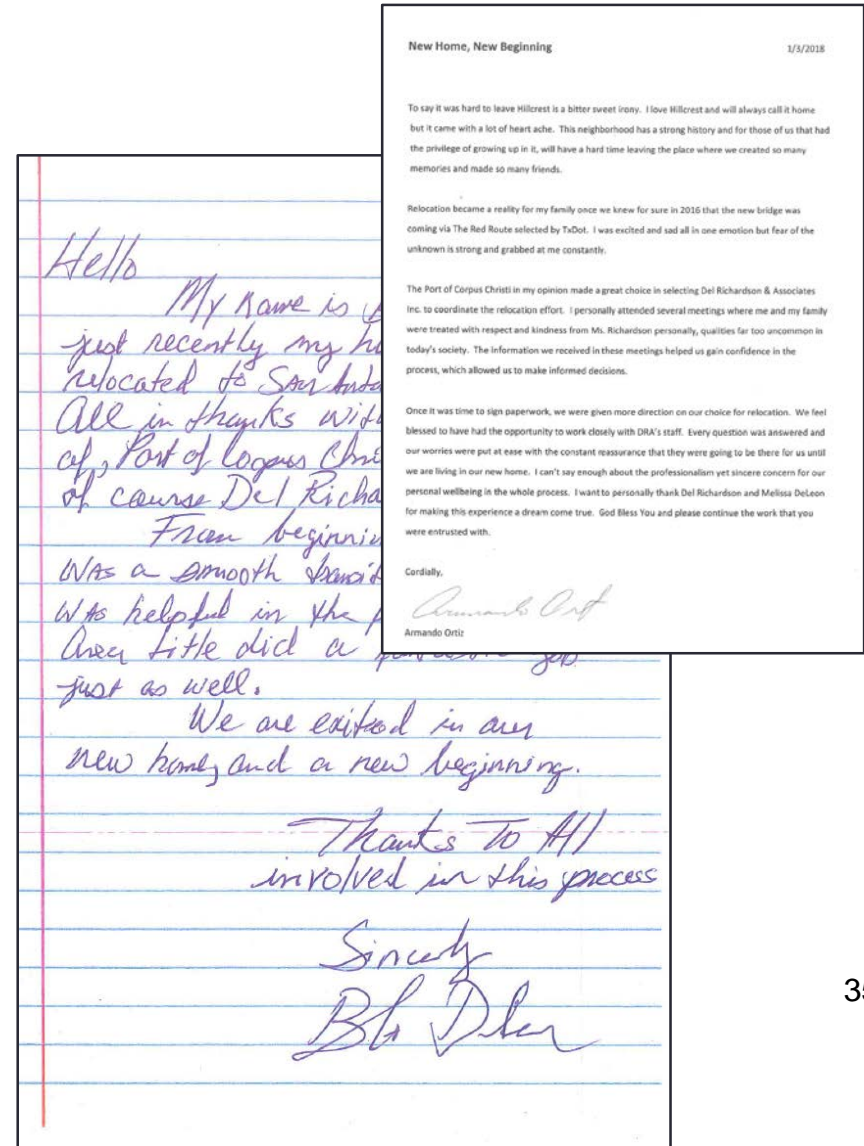 New Home, New Beginning 1/3/2018
To say it was hard to leave Hillcrest is a bitter sweet irony. I love Hillcrest and will always call it home
but it came with a lot of heart ache. This neighborhood has a strong history and for those of us that had
the privilege of growing up in it, will have a hard time leaving the place where we created so many
memories and made so many friends.
Relocation became a reality for my family once we knew for sure in 2016 that the new bridge was
coming via The Red Route selected by TxDot. I was excited and sad all in one emotion but fear of the
unknown is strong and grabbed at me constantly.
The Port of Corpus Christi in my opinion made a great choice in selecting Del Richardson & Associates
Inc. to coordinate the relocation effort. I personally attended several meetings where me and my family
were treated with respect and kindness from Ms. Richardson personally, qualities far too uncommon in
today's society. The information we received in these meetings helped us gain confidence in the
process, which allowed us to make informed decisions.
Once it was time to sign paperwork, we were given more direction on our choice for relocation. We feel
blessed to have had the opportunity to work closely with DRA's staff. Every question was answered and
our worries were put at ease with the constant reassurance that they were going to be there for us until
we are living in our new home. I can't say enough about the professionalism yet sincere concern for our
personal wellbeing in the whole process. I want to personally thank Del Richardson and Melissa DeLeon
for making this experience a dream come true. God Bless You and please continue the work that you
were entrusted with.
Cordially,
Armando Ortiz
Hello
My Name is
just recently my
relocated to San
All in thanks
of, Port of Corpus
of course Del
From
was a smooth
was helpful in the
Area title did a
just as well.
We are exited in our
new home, and a new beginning.
Thanks To All
involved in this process
Sincerly
35